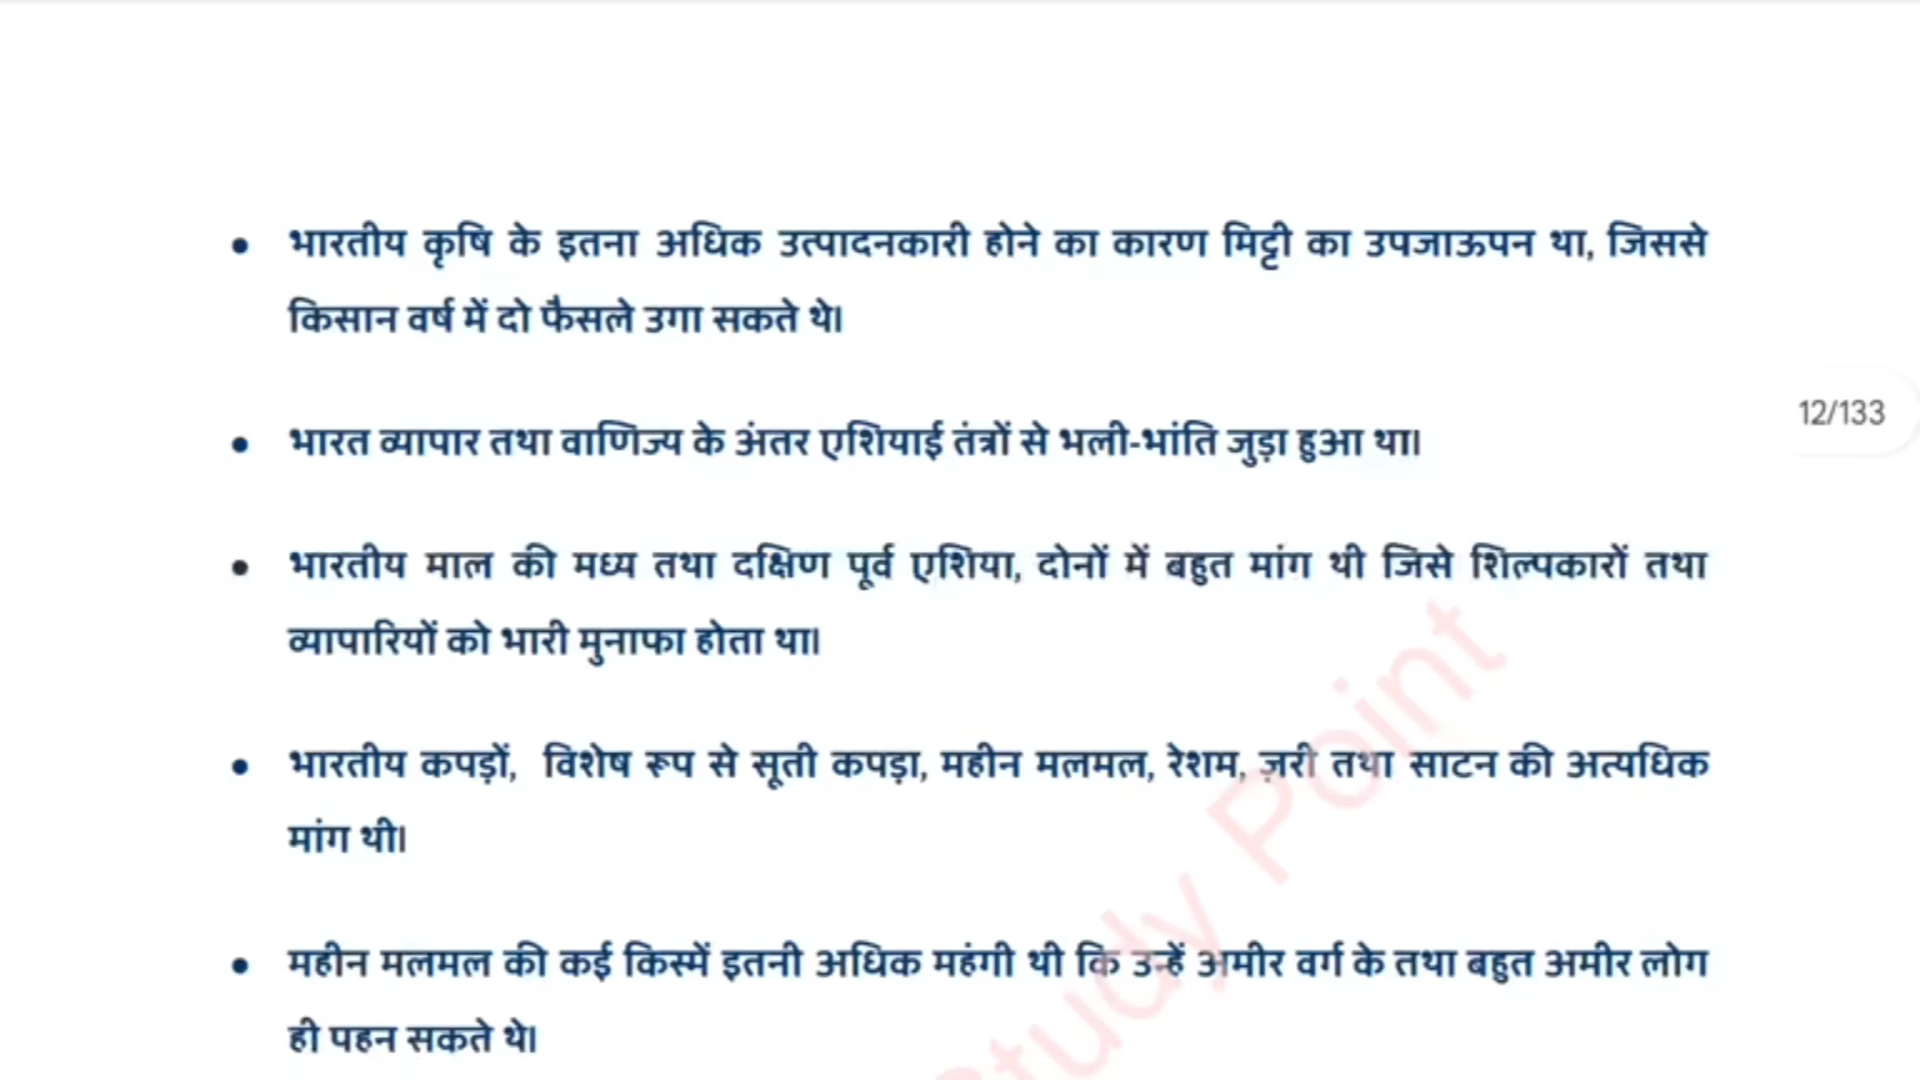 • भारतीय कृषि के इतना अधिक उत्पादनकारी होने का कारण मिट्टी का उपजाऊपन था, जिससे
किसान वर्ष में दो फैसले उगा सकते थे।
• भारत व्यापार तथा वाणिज्य के अंतर एशियाई तंत्रों से भली-भांति जुड़ा हुआ था।
12/133
• भारतीय माल की मध्य तथा दक्षिण पूर्व एशिया, दोनों में बहुत मांग थी जिसे शिल्पकारों तथा
व्यापारियों को भारी मुनाफा होता था।
• भारतीय कपड़ों, विशेष रूप से सूती कपड़ा, महीन मलमल, रेशम, ज़री तथा साटन की अत्यधिक
मांग थी।
• महीन मलमल की कई किस्में इतनी अधिक महंगी थी कि उन्हें अमीर वर्ग के तथा बहुत अमीर लोग
ही पहन सकते थे।
Study Point